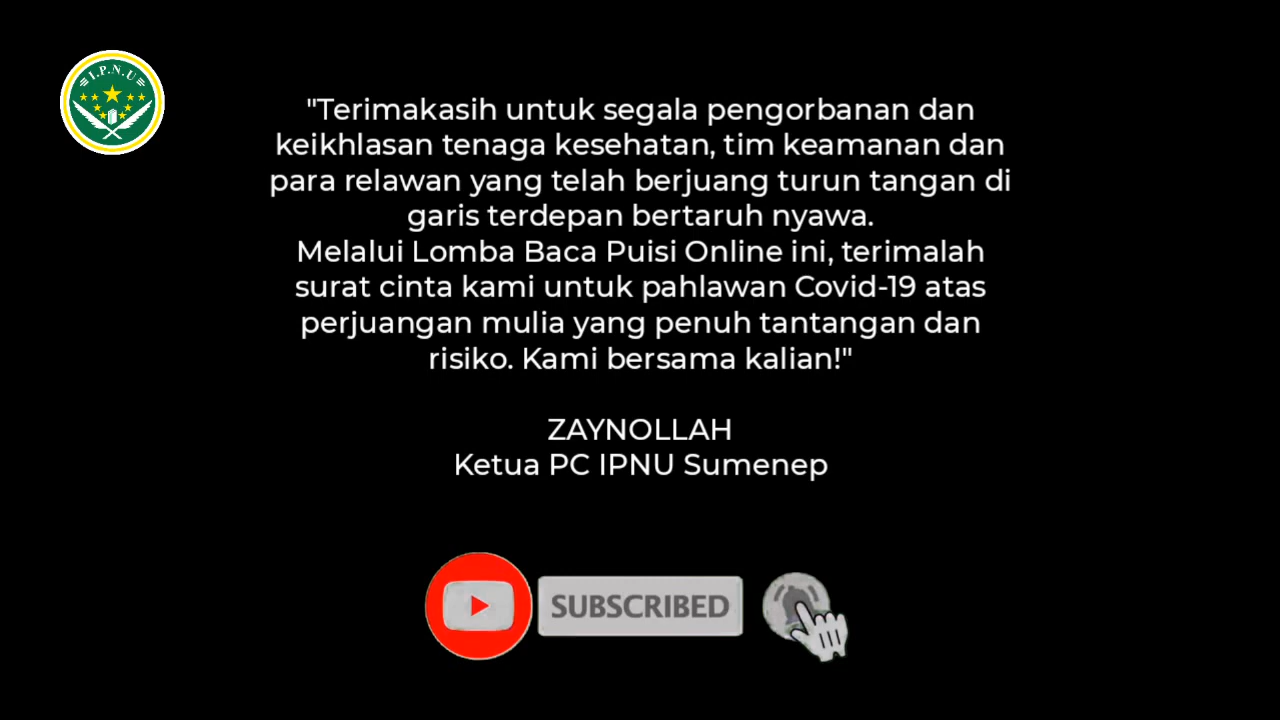 I.P.N.U
"Terimakasih untuk segala pengorbanan dan
keikhlasan tenaga kesehatan, tim keamanan dan
para relawan yang telah berjuang turun tangan di
garis terdepan bertaruh nyawa.
Melalui Lomba Baca Puisi Online ini, terimalah
surat cinta kami untuk pahlawan Covid-19 atas
perjuangan mulia yang penuh tantangan dan
risiko. Kami bersama kalian!"
ZAYNOLLAH
Ketua PC IPNU Sumenep
SUBSCRIBED